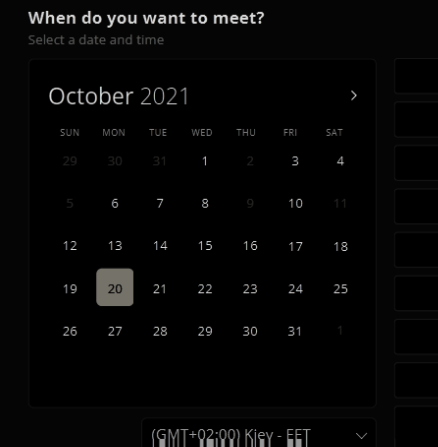 When do you want to meet?
Select a date and time
October 2021
SUN MON TUE WED THU FRI SAT
29 30 31 1 2 3 4
5 6 7 8 9 10 11
12 13 14 15 16 17 18
19 20 21 22 23 24 25
26 27 28 29 30 31 1
(GMT+02:00) Kiev - EET